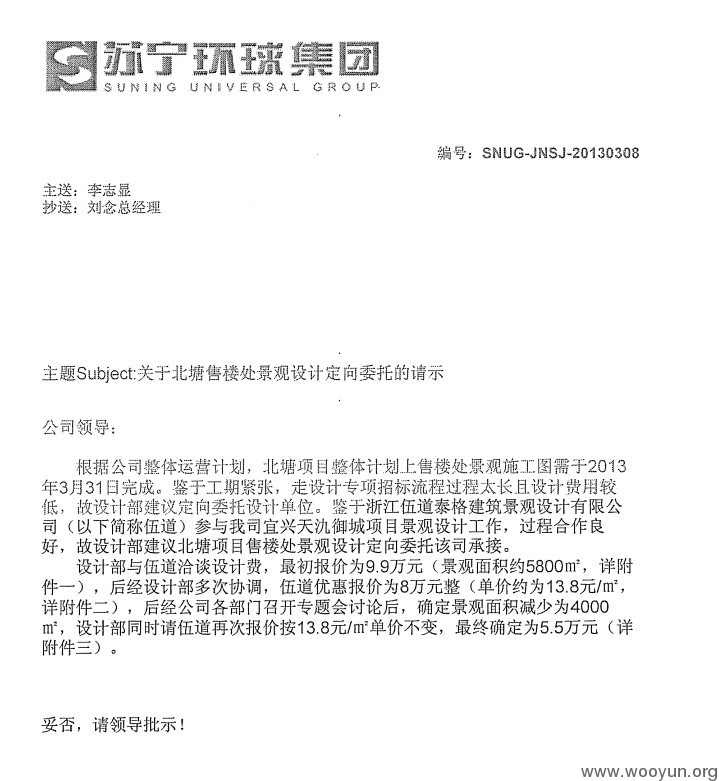 苏宁环球集团
SUNING UNIVERSAL GROUP
编号：SNUG-JNSJ-20130308
主送：李志显
抄送：刘念总经理
主题Subject:关于北塘售楼处景观设计定向委托的请示
公司领导：
根据公司整体运营计划，北塘项目整体计划上售楼处景观施工图需于2013
年3月31日完成。鉴于工期紧张，走设计专项招标流程过程太长且设计费用较
低，故设计部建议定向委托设计单位。鉴于浙江伍道泰格建筑景观设计有限公
司（以下简称伍道）参与我司宜兴天氿御城项目景观设计工作，过程合作良
好，故设计部建议北塘项目售楼处景观设计定向委托该司承接。
设计部与伍道洽谈设计费，最初报价为9.9万元（景观面积约5800㎡，详附
件一），后经设计部多次协调，伍道优惠报价为8万元整（单价约为13.8元/㎡，
详附件二），后经公司各部门召开专题会讨论后，确定景观面积减少为4000
㎡，设计部同时请伍道再次报价按13.8元/㎡单价不变，最终确定为5.5万元（详
附件三）。
妥否，请领导批示！
www.wooyun.org